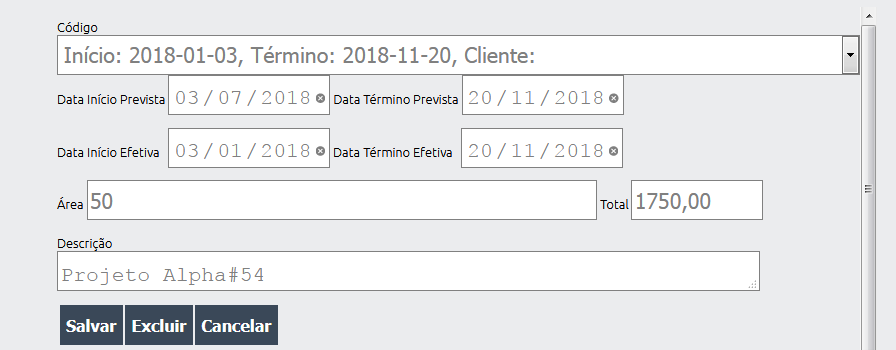 Código
Início: 2018-01-03, Término: 2018-11-20, Cliente:
Data Início Prevista 03/07/2018 Data Término Prevista 20/11/2018
Data Início Efetiva 03/01/2018 Data Término Efetiva 20/11/2018
Área 50 Total 1750,00
Descrição
Projeto Alpha#54
Salvar Excluir Cancelar